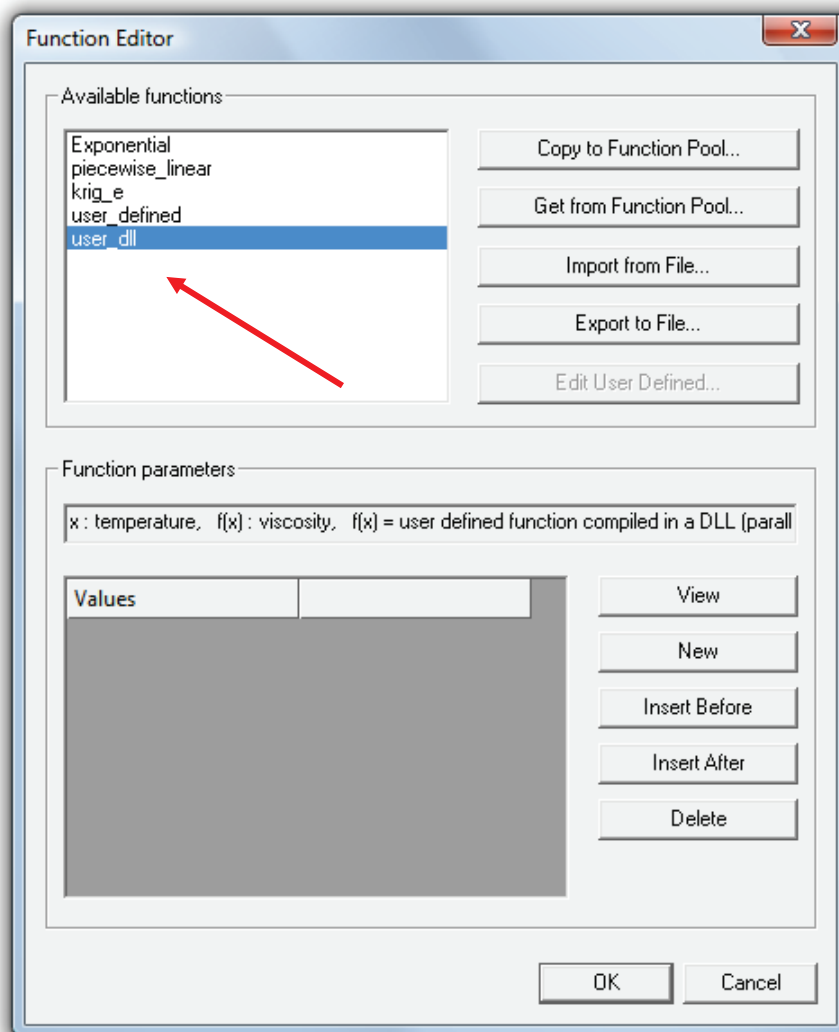 Function Editor
Available functions
Exponential
piecewise_linear
krig_e
user_defined
user_dll
Copy to Function Pool...
Get from Function Pool...
Import from File...
Export to File...
Edit User Defined...
Function parameters
x : temperature,   f(x) : viscosity,   f(x) = user defined function compiled in a DLL (parall
Values
View
New
Insert Before
Insert After
Delete
OK
Cancel